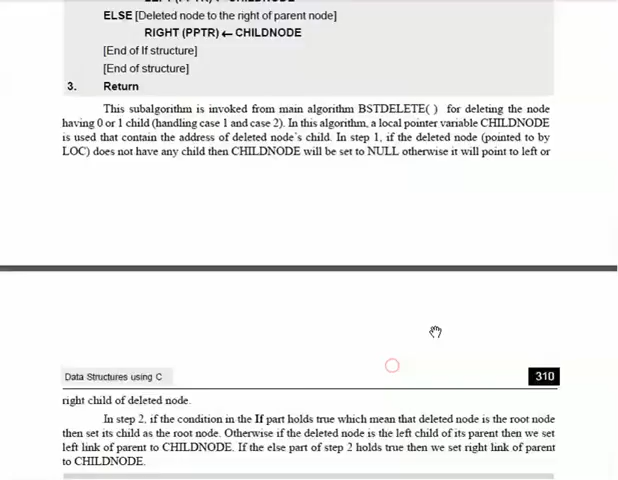 LEFT (PPTR) ← CHILDNODE
ELSE [Deleted node to the right of parent node]
RIGHT (PPTR) ← CHILDNODE
[End of If structure]
[End of structure]
3. Return
This subalgorithm is invoked from main algorithm BSTDELETE( ) for deleting the node
having 0 or 1 child (handling case 1 and case 2). In this algorithm, a local pointer variable CHILDNODE
is used that contain the address of deleted node's child. In step 1, if the deleted node (pointed to by
LOC) does not have any child then CHILDNODE will be set to NULL otherwise it will point to left or
Data Structures using C 310
right child of deleted node.
In step 2, if the condition in the If part holds true which mean that deleted node is the root node
then set its child as the root node. Otherwise if the deleted node is the left child of its parent then we set
left link of parent to CHILDNODE. If the else part of step 2 holds true then we set right link of parent
to CHILDNODE.